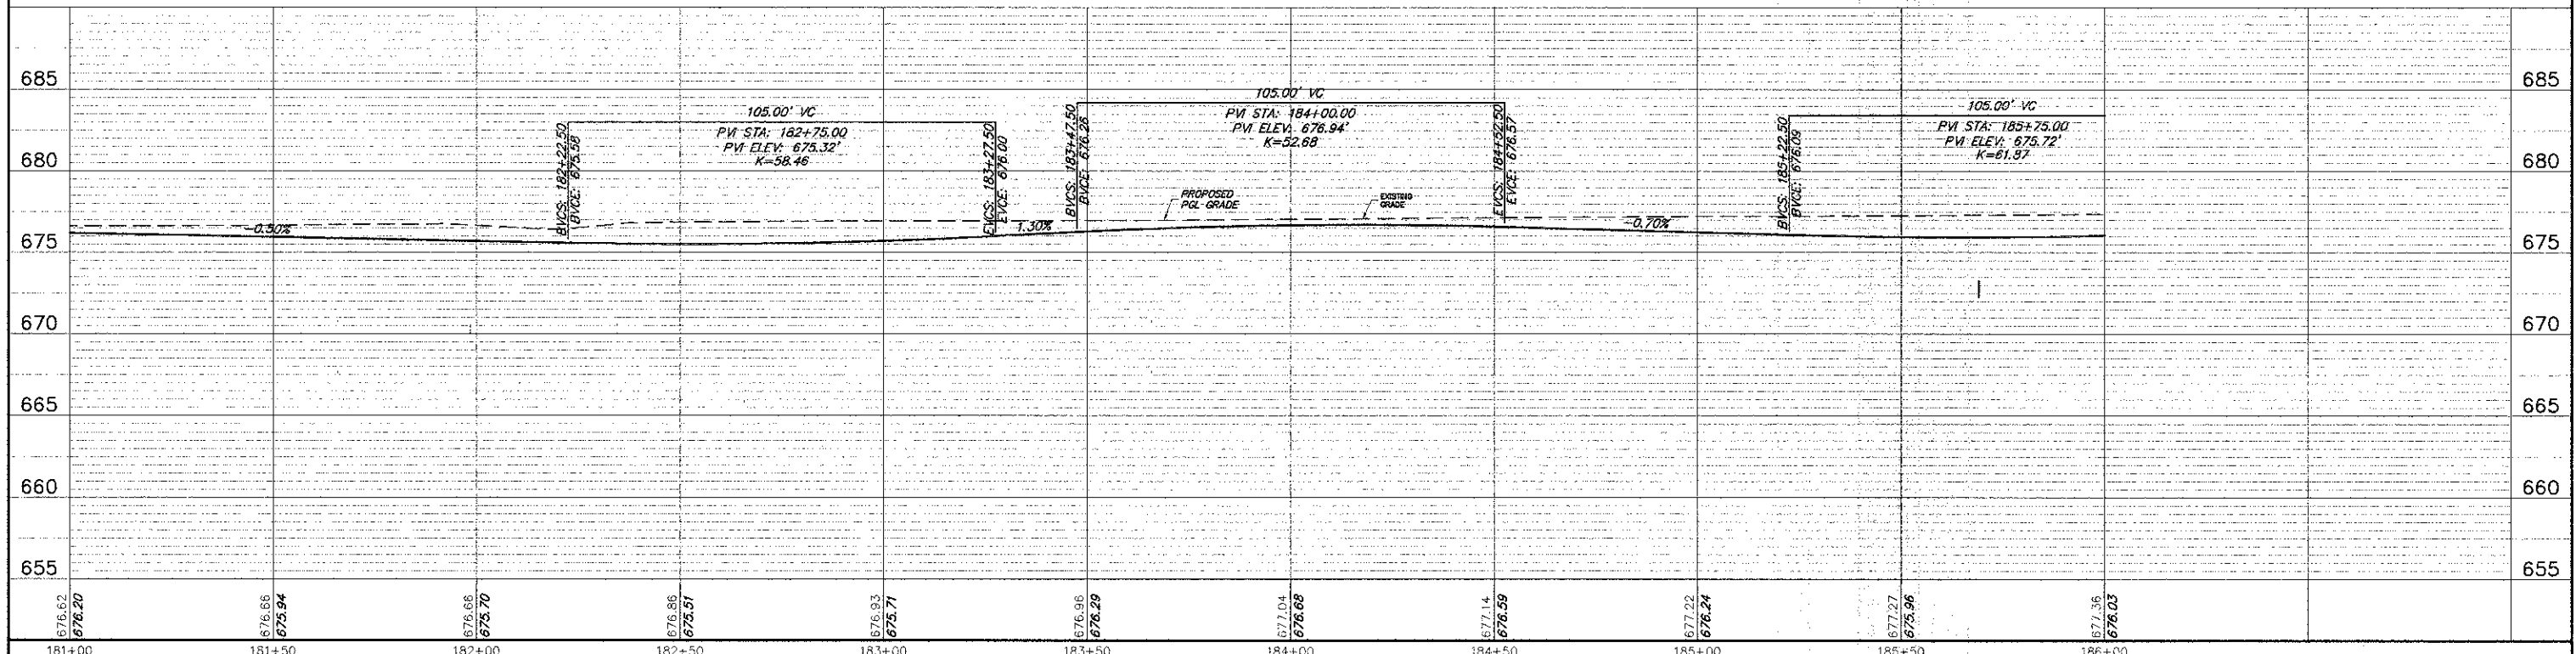 685
685
680
680
675
675
670
670
665
665
660
660
655
655
105.00' VC
PVI STA: 182+75.00
PVI ELEV: 675.32'
K=58.46
BVCS: 182+22.50
BVCE: 675.58
EVCS: 183+27.50
EVCE: 676.00
105.00' VC
PVI STA: 184+00.00
PVI ELEV: 676.94'
K=52.68
BVCS: 183+47.50
BVCE: 676.26
EVCS: 184+52.50
EVCE: 676.57
105.00' VC
PVI STA: 185+75.00
PVI ELEV: 675.72'
K=61.87
BVCS: 185+22.50
BVCE: 676.09
PROPOSED
PGL GRADE
EXISTING
GRADE
-0.50%
1.30%
-0.70%
676.62
676.20
676.66
675.94
676.66
675.70
676.86
675.51
676.93
675.71
676.96
676.29
677.04
676.68
677.14
676.59
677.22
676.24
677.27
675.96
677.36
676.03
181+00
181+50
182+00
182+50
183+00
183+50
184+00
184+50
185+00
185+50
186+00